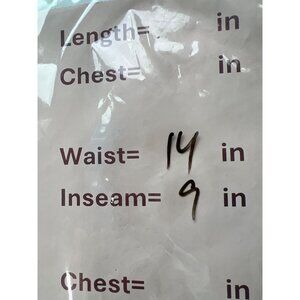 Length= in
Chest= in
Waist= 14 in
Inseam= 9 in
Chest= in